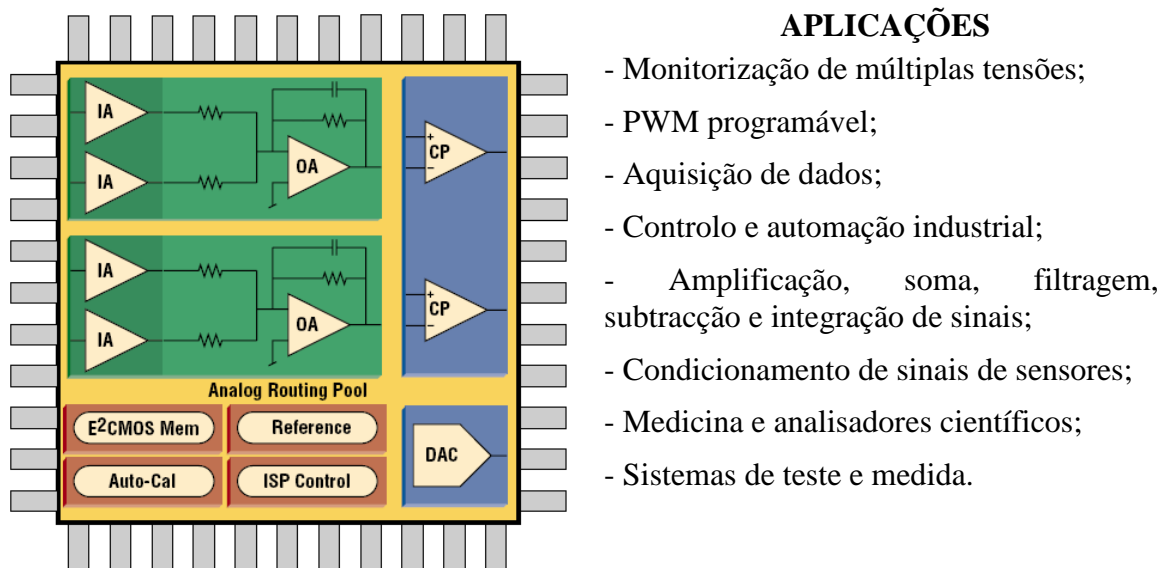 IA
IA
OA
+
-
CP
IA
IA
OA
+
-
CP
Analog Routing Pool
E2CMOS Mem
Reference
Auto-Cal
ISP Control
DAC
APLICAÇÕES
- Monitorização de múltiplas tensões;
- PWM programável;
- Aquisição de dados;
- Controlo e automação industrial;
- Amplificação, soma, filtragem,
subtracção e integração de sinais;
- Condicionamento de sinais de sensores;
- Medicina e analisadores científicos;
- Sistemas de teste e medida.